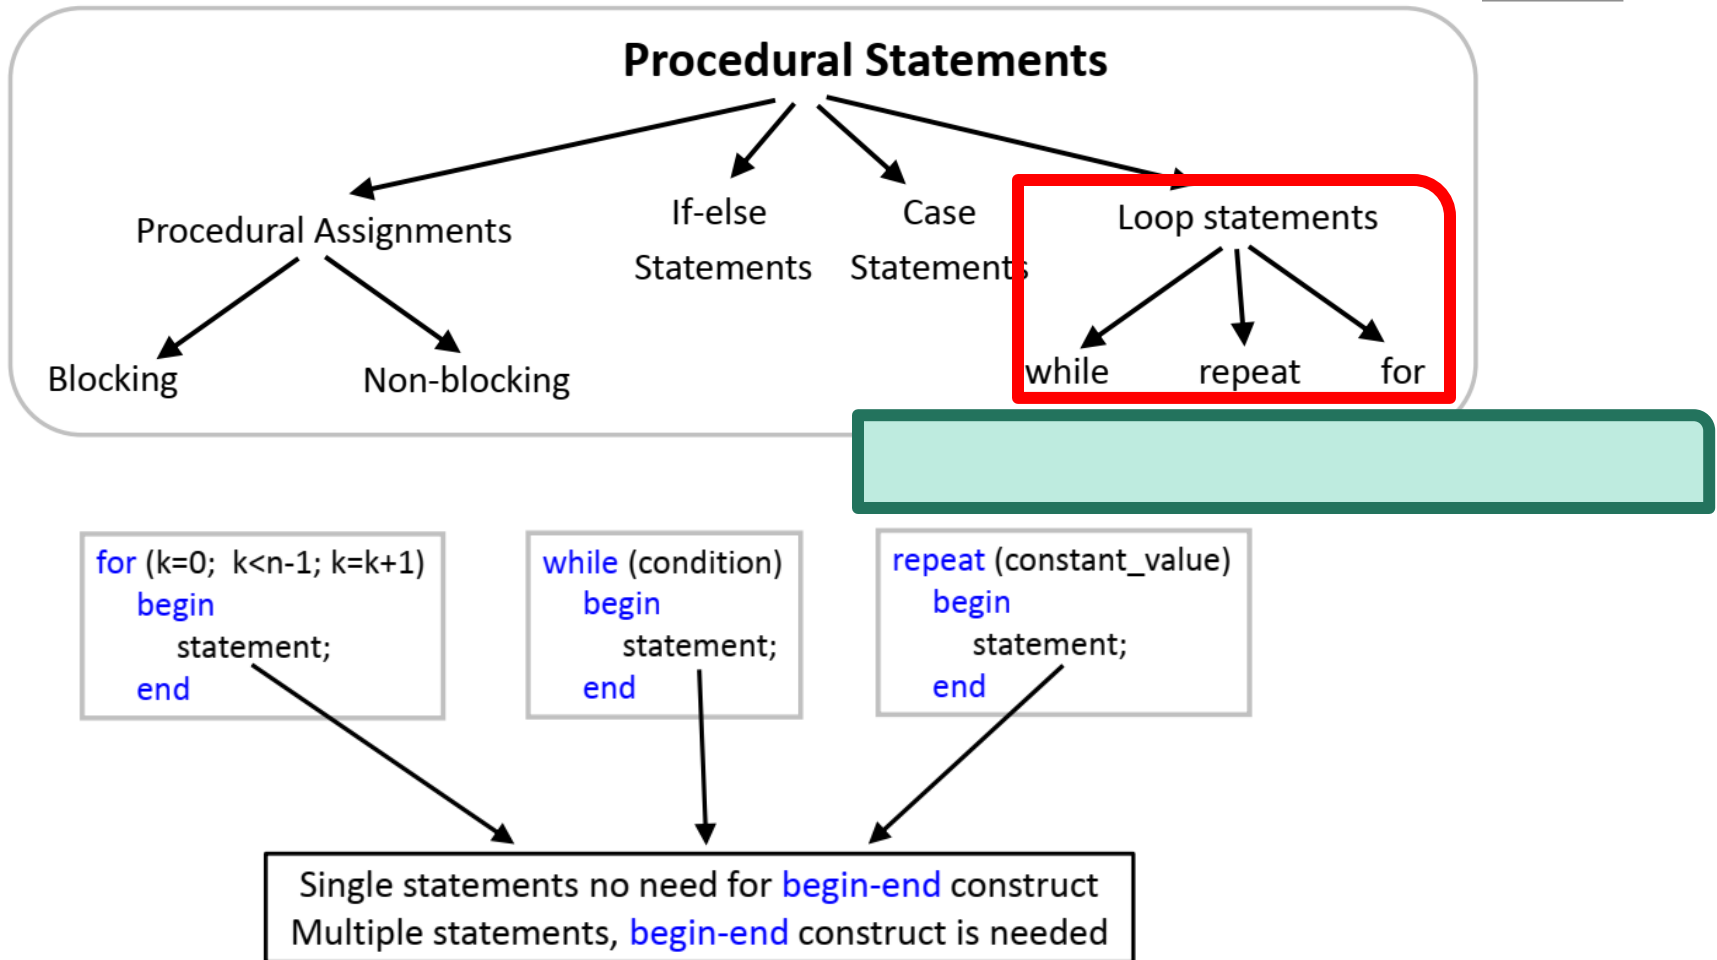 Procedural Statements
Procedural Assignments
If-else
Statements
Case
Statements
Loop statements
Blocking
Non-blocking
while
repeat
for
for (k=0;  k<n-1; k=k+1)
begin
statement;
end
while (condition)
begin
statement;
end
repeat (constant_value)
begin
statement;
end
Single statements no need for begin-end construct
Multiple statements, begin-end construct is needed